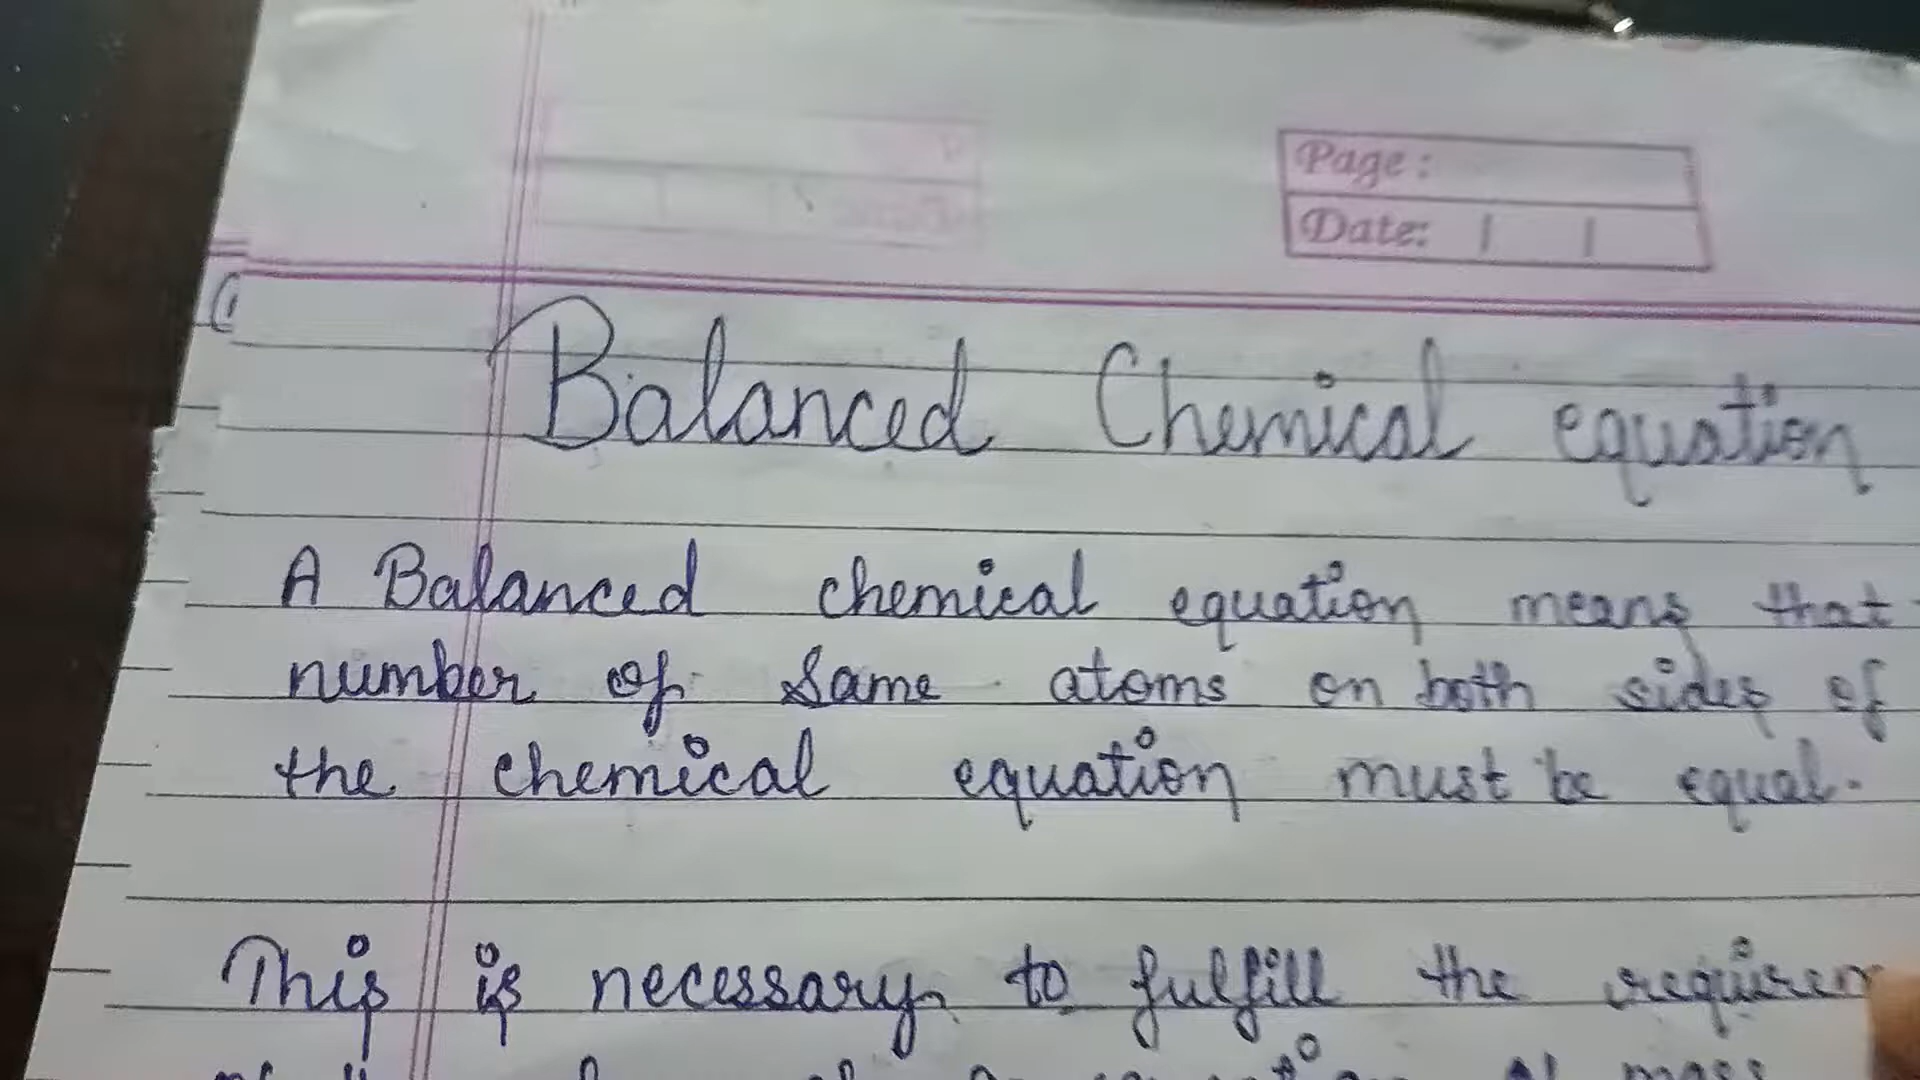 Page:
Date:
Balanced Chemical equation
A Balanced chemical equation means that
number of same atoms on both sides of
the chemical equation must be equal.
This is necessary to fulfill the
mass